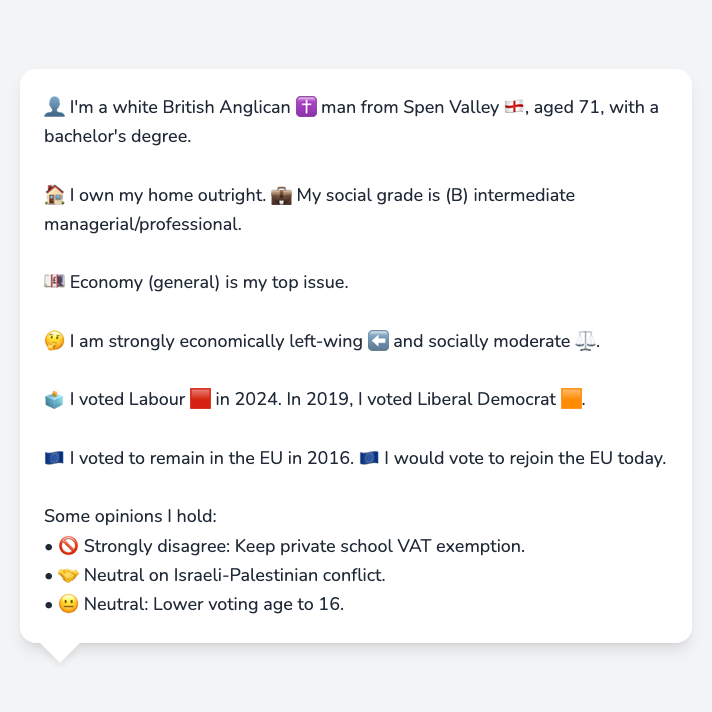 👤 I'm a white British Anglican ✝️ man from Spen Valley 🏴󠁧󠁢󠁥󠁮󠁧󠁿, aged 71, with a
bachelor's degree.
🏠 I own my home outright. 💼 My social grade is (B) intermediate
managerial/professional.
💷 Economy (general) is my top issue.
🤔 I am strongly economically left-wing ⬅️ and socially moderate ⚖️.
🗳️ I voted Labour 🟥 in 2024. In 2019, I voted Liberal Democrat 🟧.
🇪🇺 I voted to remain in the EU in 2016. 🇪🇺 I would vote to rejoin the EU today.
Some opinions I hold:
• 🚫 Strongly disagree: Keep private school VAT exemption.
• 🤝 Neutral on Israeli-Palestinian conflict.
• 😐 Neutral: Lower voting age to 16.